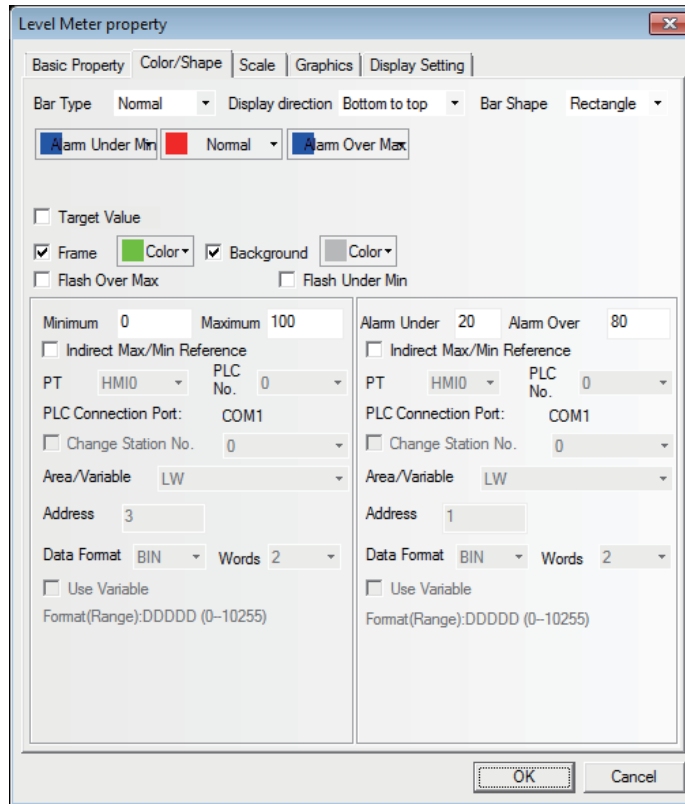 Level Meter property
Basic Property Color/Shape Scale Graphics Display Setting
Bar Type Normal Display direction Bottom to top Bar Shape Rectangle
Alarm Under Min Normal Alarm Over Max
Target Value
Frame Color Background Color
Flash Over Max Flash Under Min
Minimum 0 Maximum 100
Indirect Max/Min Reference
PT HMI0 PLC No. 0
PLC Connection Port: COM1
Change Station No. 0
Area/Variable LW
Address 3
Data Format BIN Words 2
Use Variable
Format(Range):DDDDD (0--10255)
Alarm Under 20 Alarm Over 80
Indirect Max/Min Reference
PT HMI0 PLC No. 0
PLC Connection Port: COM1
Change Station No. 0
Area/Variable LW
Address 1
Data Format BIN Words 2
Use Variable
Format(Range):DDDDD (0--10255)
OK Cancel